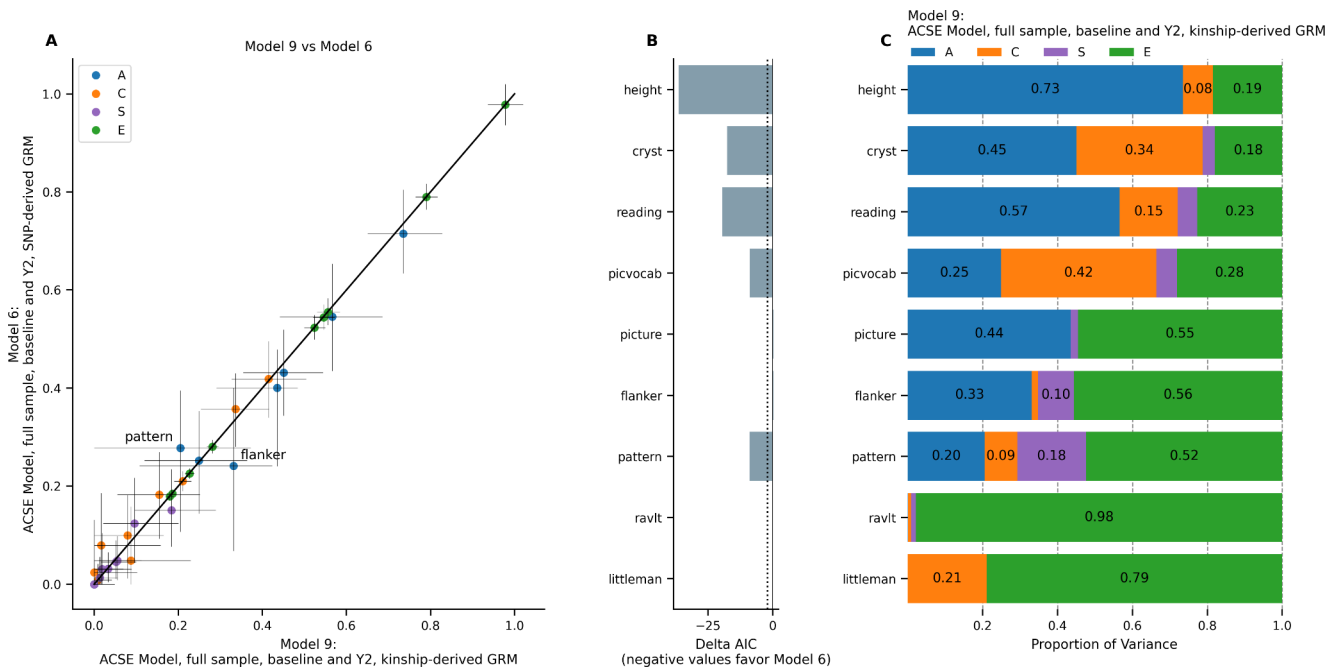 A
Model 9 vs Model 6
A
C
S
E
1.0
0.8
0.6
0.4
0.2
0.0
Model 6:
ACSE Model, full sample, baseline and Y2, SNP-derived GRM
pattern
flanker
0.0
0.2
0.4
0.6
0.8
1.0
Model 9:
ACSE Model, full sample, baseline and Y2, kinship-derived GRM
B
height
cryst
reading
picvocab
picture
flanker
pattern
ravlt
littleman
−25
0
Delta AIC
(negative values favor Model 6)
Model 9:
ACSE Model, full sample, baseline and Y2, kinship-derived GRM
C
A
C
S
E
height
0.73
0.08
0.19
cryst
0.45
0.34
0.18
reading
0.57
0.15
0.23
picvocab
0.25
0.42
0.28
picture
0.44
0.55
flanker
0.33
0.10
0.56
pattern
0.20
0.09
0.18
0.52
ravlt
0.98
littleman
0.21
0.79
0.2
0.4
0.6
0.8
1.0
Proportion of Variance